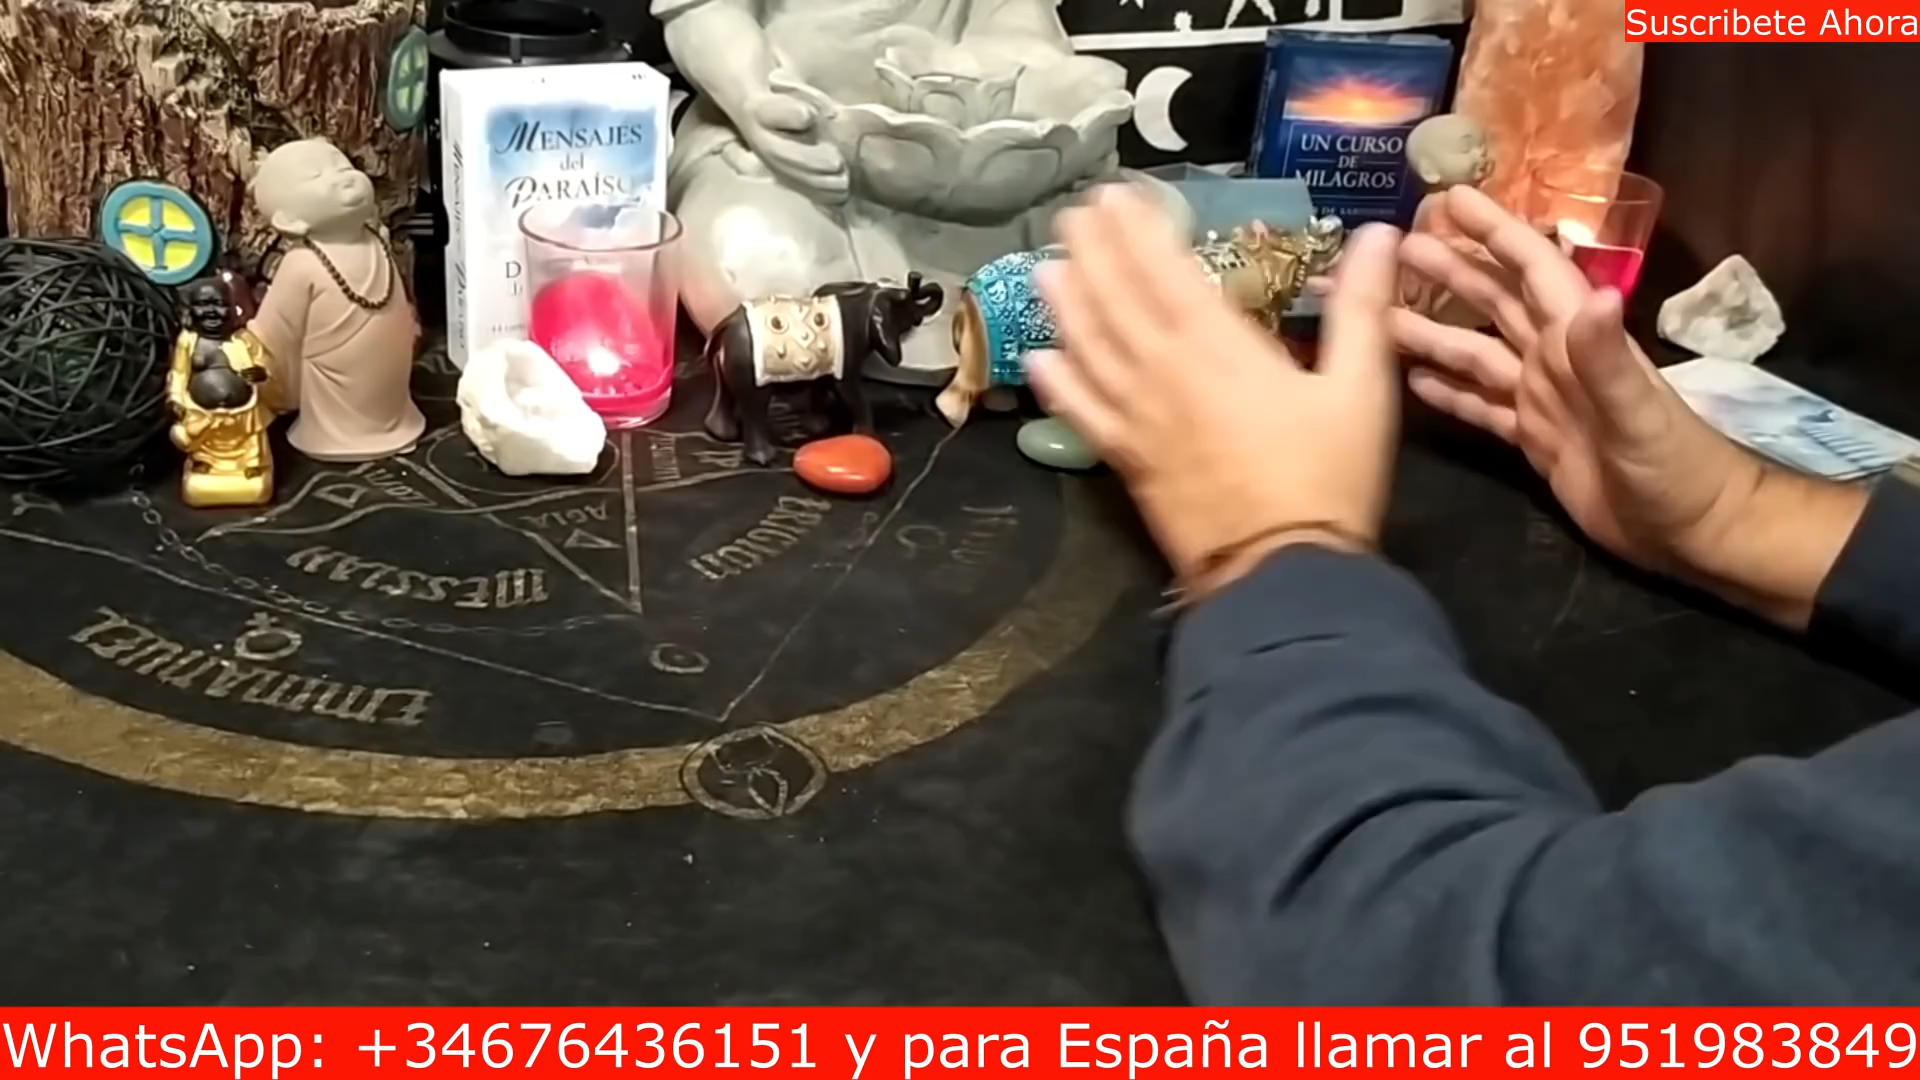 Suscribete Ahora
MENSAJES
del
PARAÍSO
UN CURSO
DE
MILAGROS
MESSIAH
EMMANUEL
AGLA
WhatsApp: +34676436151 y para España llamar al 951983849